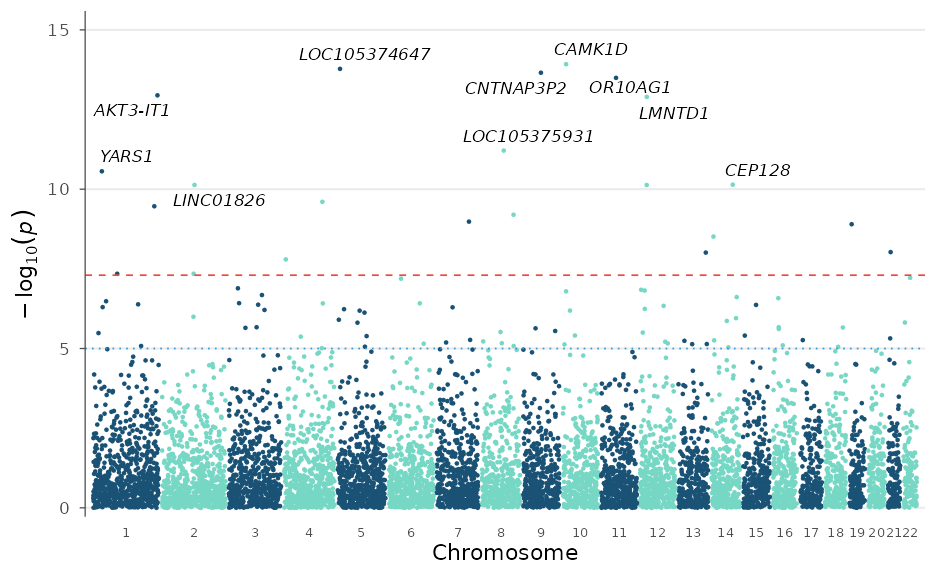 15
10
5
0
− log10(p)
LOC105374647
CAMK1D
CNTNAP3P2
OR10AG1
AKT3-IT1
LMNTD1
LOC105375931
YARS1
CEP128
LINC01826
1 2 3 4 5 6 7 8 9 10 11 12 13 14 15 16 17 18 19 20 21 22
Chromosome